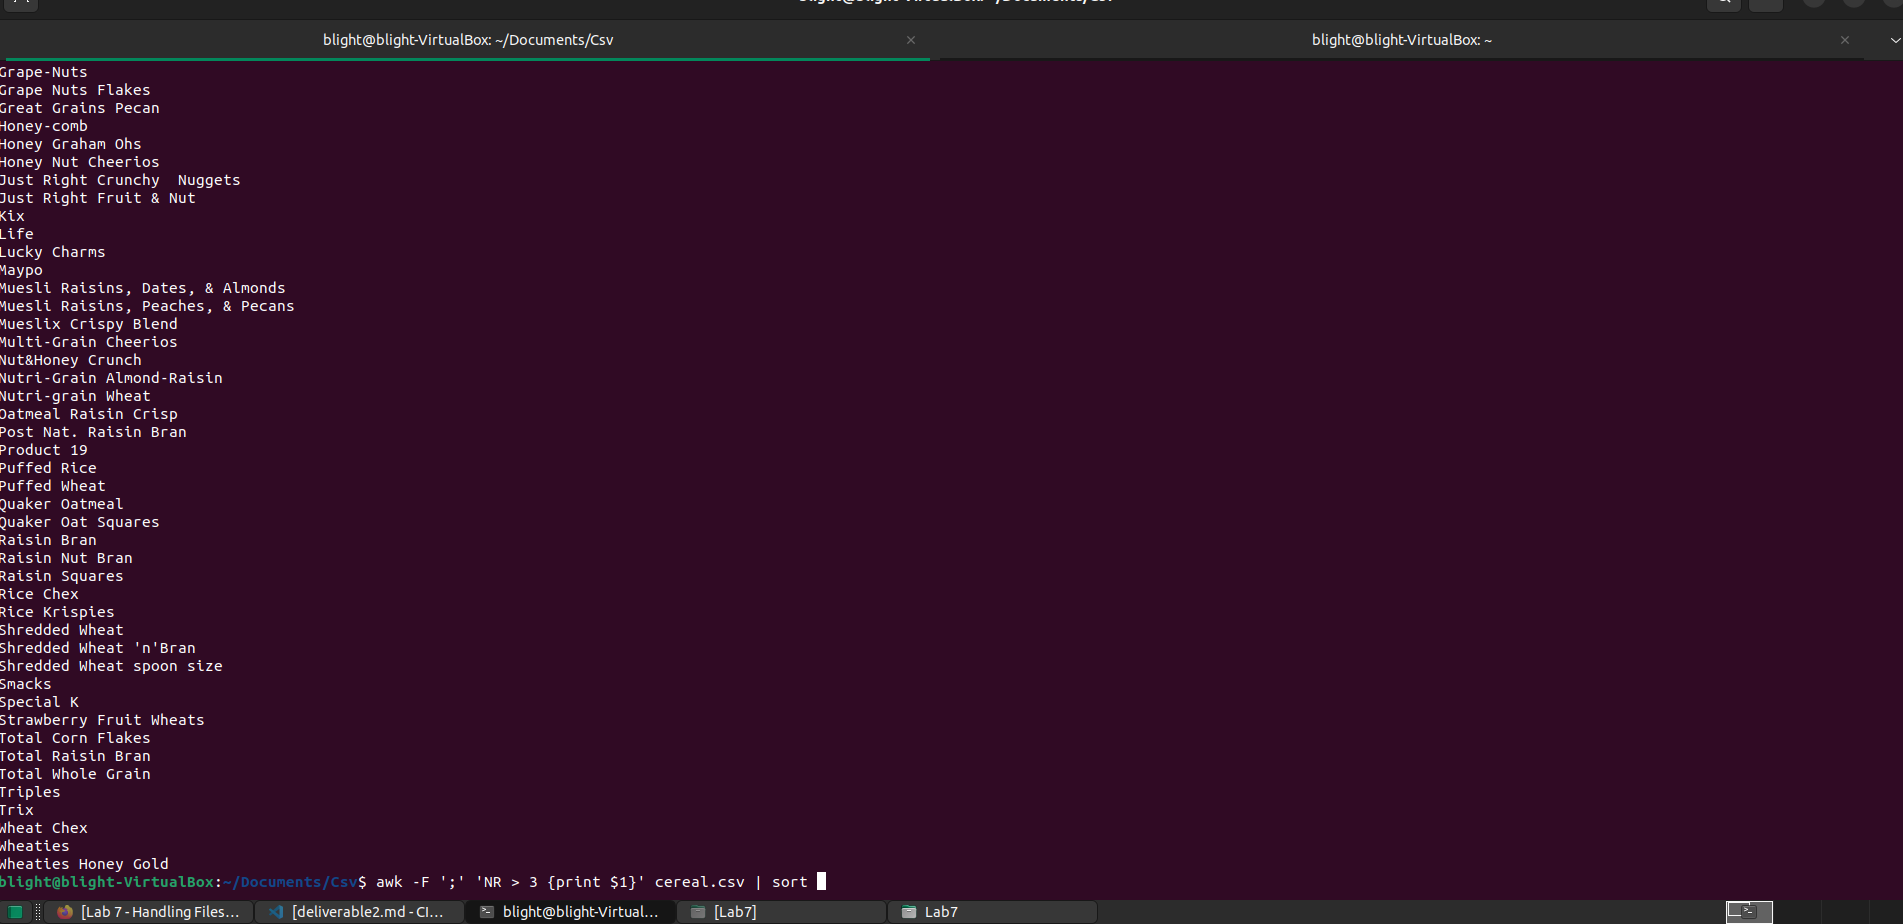 blight@blight-VirtualBox: ~/Documents/Csv
blight@blight-VirtualBox: ~/Documents/Csv
blight@blight-VirtualBox: ~
Grape-Nuts
Grape Nuts Flakes
Great Grains Pecan
Honey-comb
Honey Graham Ohs
Honey Nut Cheerios
Just Right Crunchy  Nuggets
Just Right Fruit & Nut
Kix
Life
Lucky Charms
Maypo
Muesli Raisins, Dates, & Almonds
Muesli Raisins, Peaches, & Pecans
Mueslix Crispy Blend
Multi-Grain Cheerios
Nut&Honey Crunch
Nutri-Grain Almond-Raisin
Nutri-grain Wheat
Oatmeal Raisin Crisp
Post Nat. Raisin Bran
Product 19
Puffed Rice
Puffed Wheat
Quaker Oatmeal
Quaker Oat Squares
Raisin Bran
Raisin Nut Bran
Raisin Squares
Rice Chex
Rice Krispies
Shredded Wheat
Shredded Wheat 'n'Bran
Shredded Wheat spoon size
Smacks
Special K
Strawberry Fruit Wheats
Total Corn Flakes
Total Raisin Bran
Total Whole Grain
Triples
Trix
Wheat Chex
Wheaties
Wheaties Honey Gold
blight@blight-VirtualBox:~/Documents/Csv$ awk -F ';' 'NR > 3 {print $1}' cereal.csv | sort
[Lab 7 - Handling Files...
[deliverable2.md - CI...
blight@blight-Virtual...
[Lab7]
Lab7